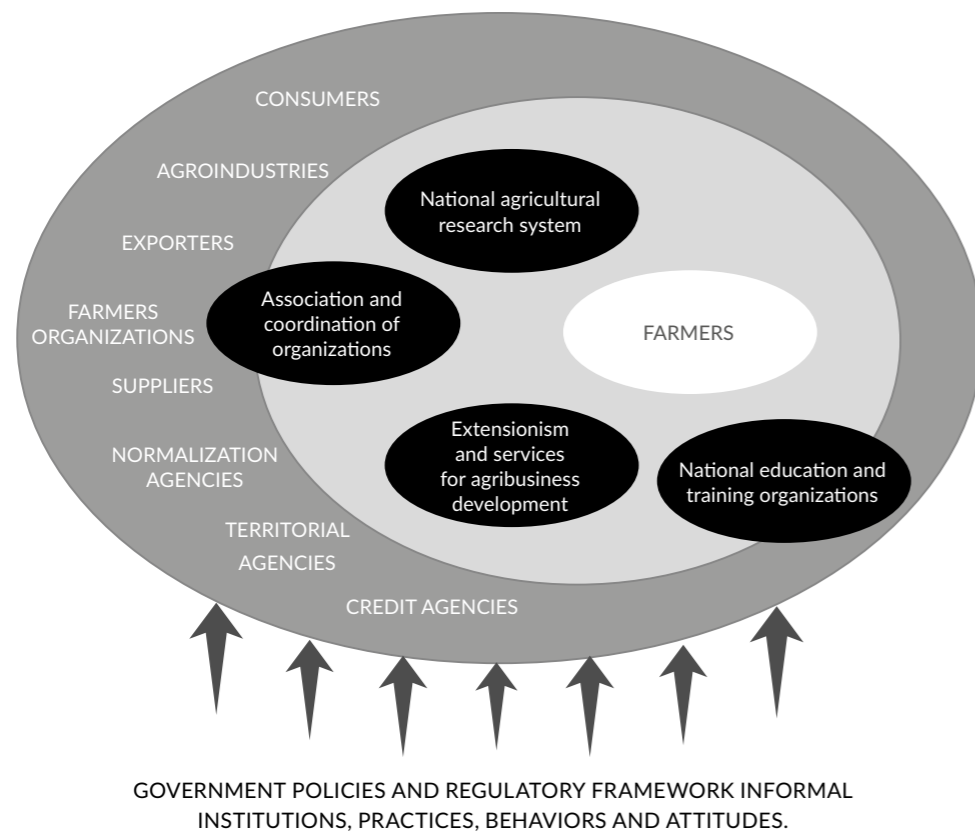 CONSUMERS
AGROINDUSTRIES
EXPORTERS
FARMERS
ORGANIZATIONS
SUPPLIERS
NORMALIZATION
AGENCIES
TERRITORIAL
AGENCIES
CREDIT AGENCIES
National agricultural
research system
Association and
coordination of
organizations
FARMERS
Extensionism
and services
for agribusiness
development
National education and
training organizations
GOVERNMENT POLICIES AND REGULATORY FRAMEWORK INFORMAL
INSTITUTIONS, PRACTICES, BEHAVIORS AND ATTITUDES.